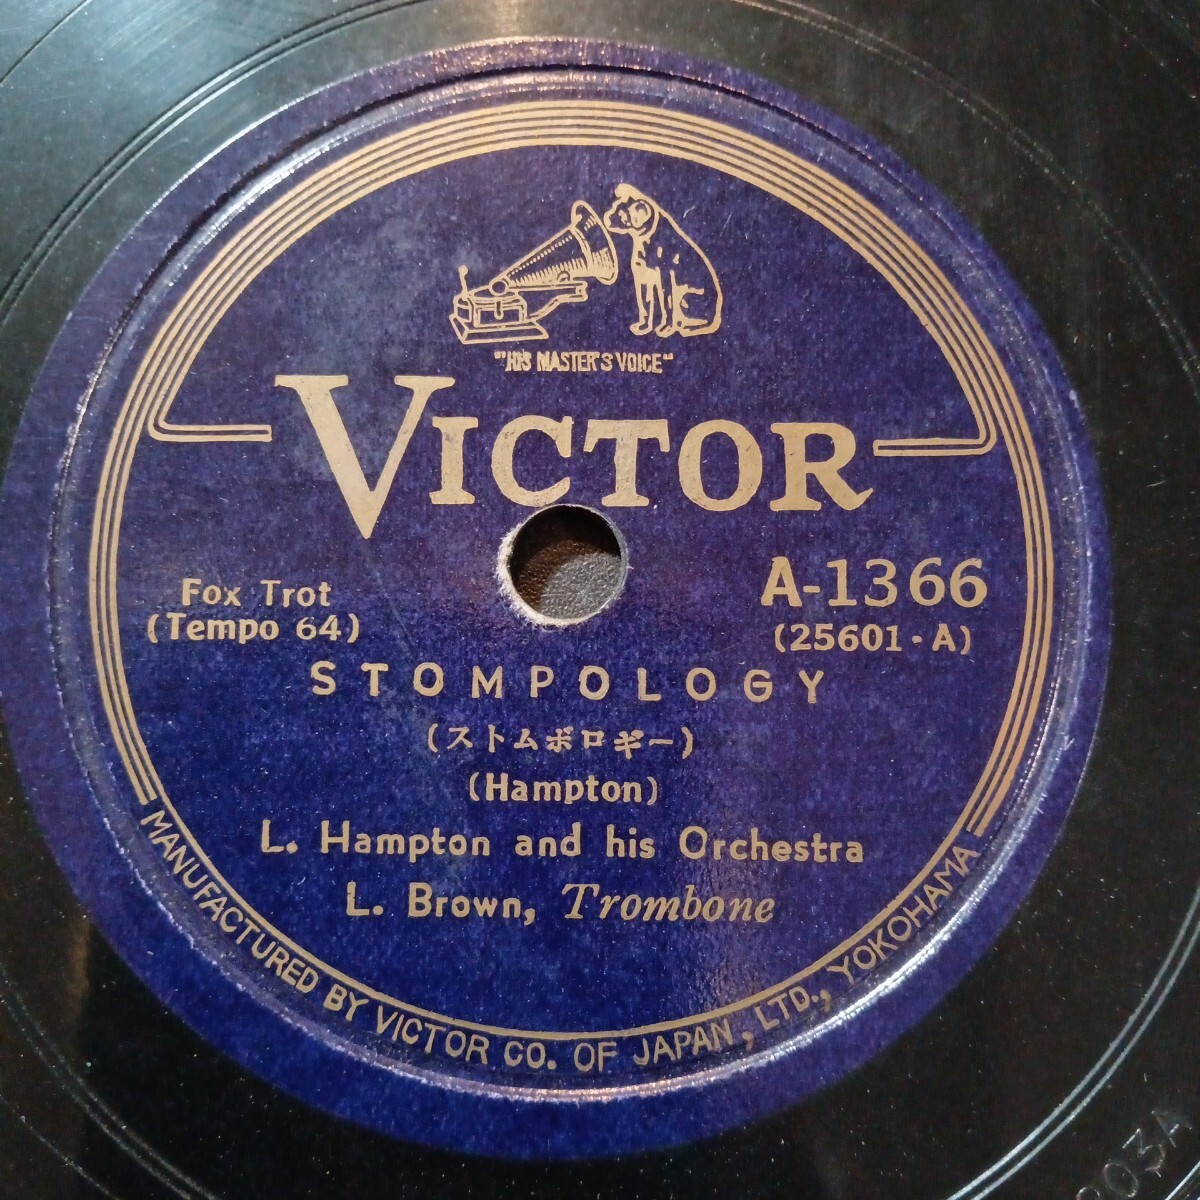 "HIS MASTER'S VOICE"
VICTOR
Fox Trot
(Tempo 64)
A-1366
(25601-A)
STOMPOLOGY
(ストムポロギー)
(Hampton)
L. Hampton and his Orchestra
L. Brown, Trombone
MANUFACTURED BY VICTOR CO. OF JAPAN, LTD., YOKOHAMA